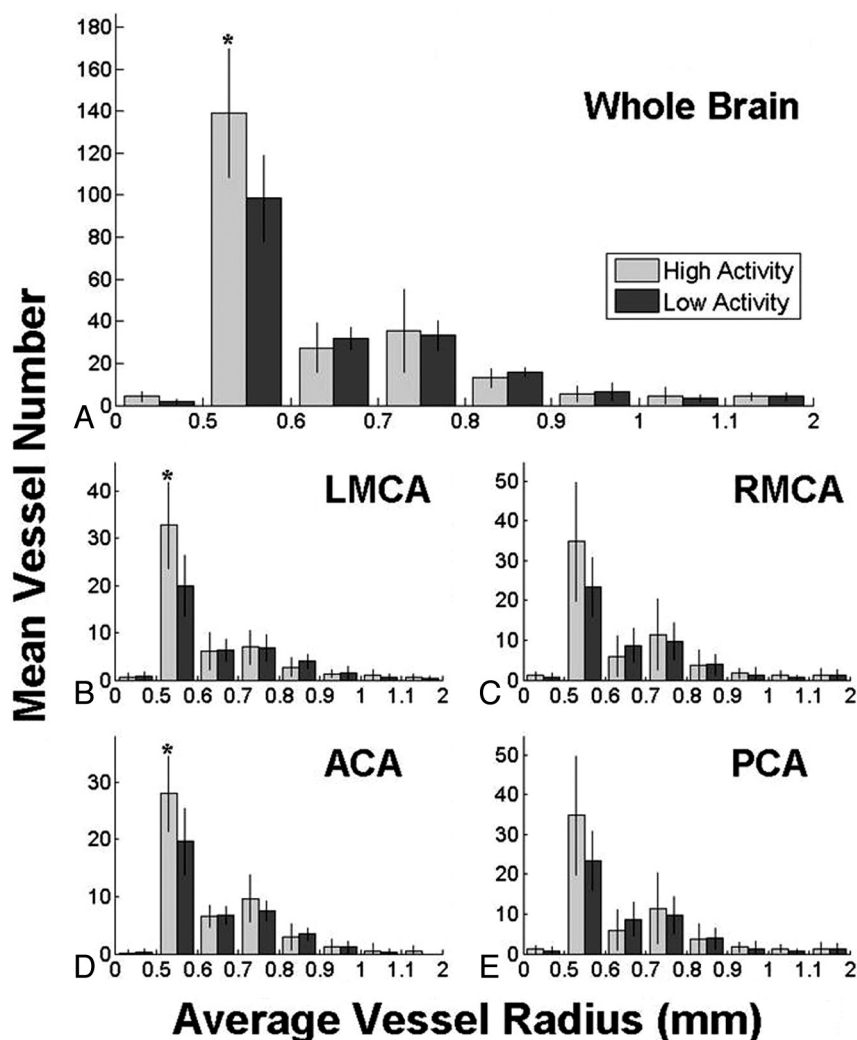 Mean Vessel Number
180
160
140
120
100
80
60
40
20
0
*
Whole Brain
High Activity
Low Activity
A
0 0.5 0.6 0.7 0.8 0.9 1 1.1 2
40
30
20
10
0
*
LMCA
B
0 0.5 0.6 0.7 0.8 0.9 1 1.1 2
50
40
30
20
10
0
RMCA
C
0 0.5 0.6 0.7 0.8 0.9 1 1.1 2
30
20
10
0
*
ACA
D
0 0.5 0.6 0.7 0.8 0.9 1 1.1 2
50
40
30
20
10
0
PCA
E
0 0.5 0.6 0.7 0.8 0.9 1 1.1 2
Average Vessel Radius (mm)